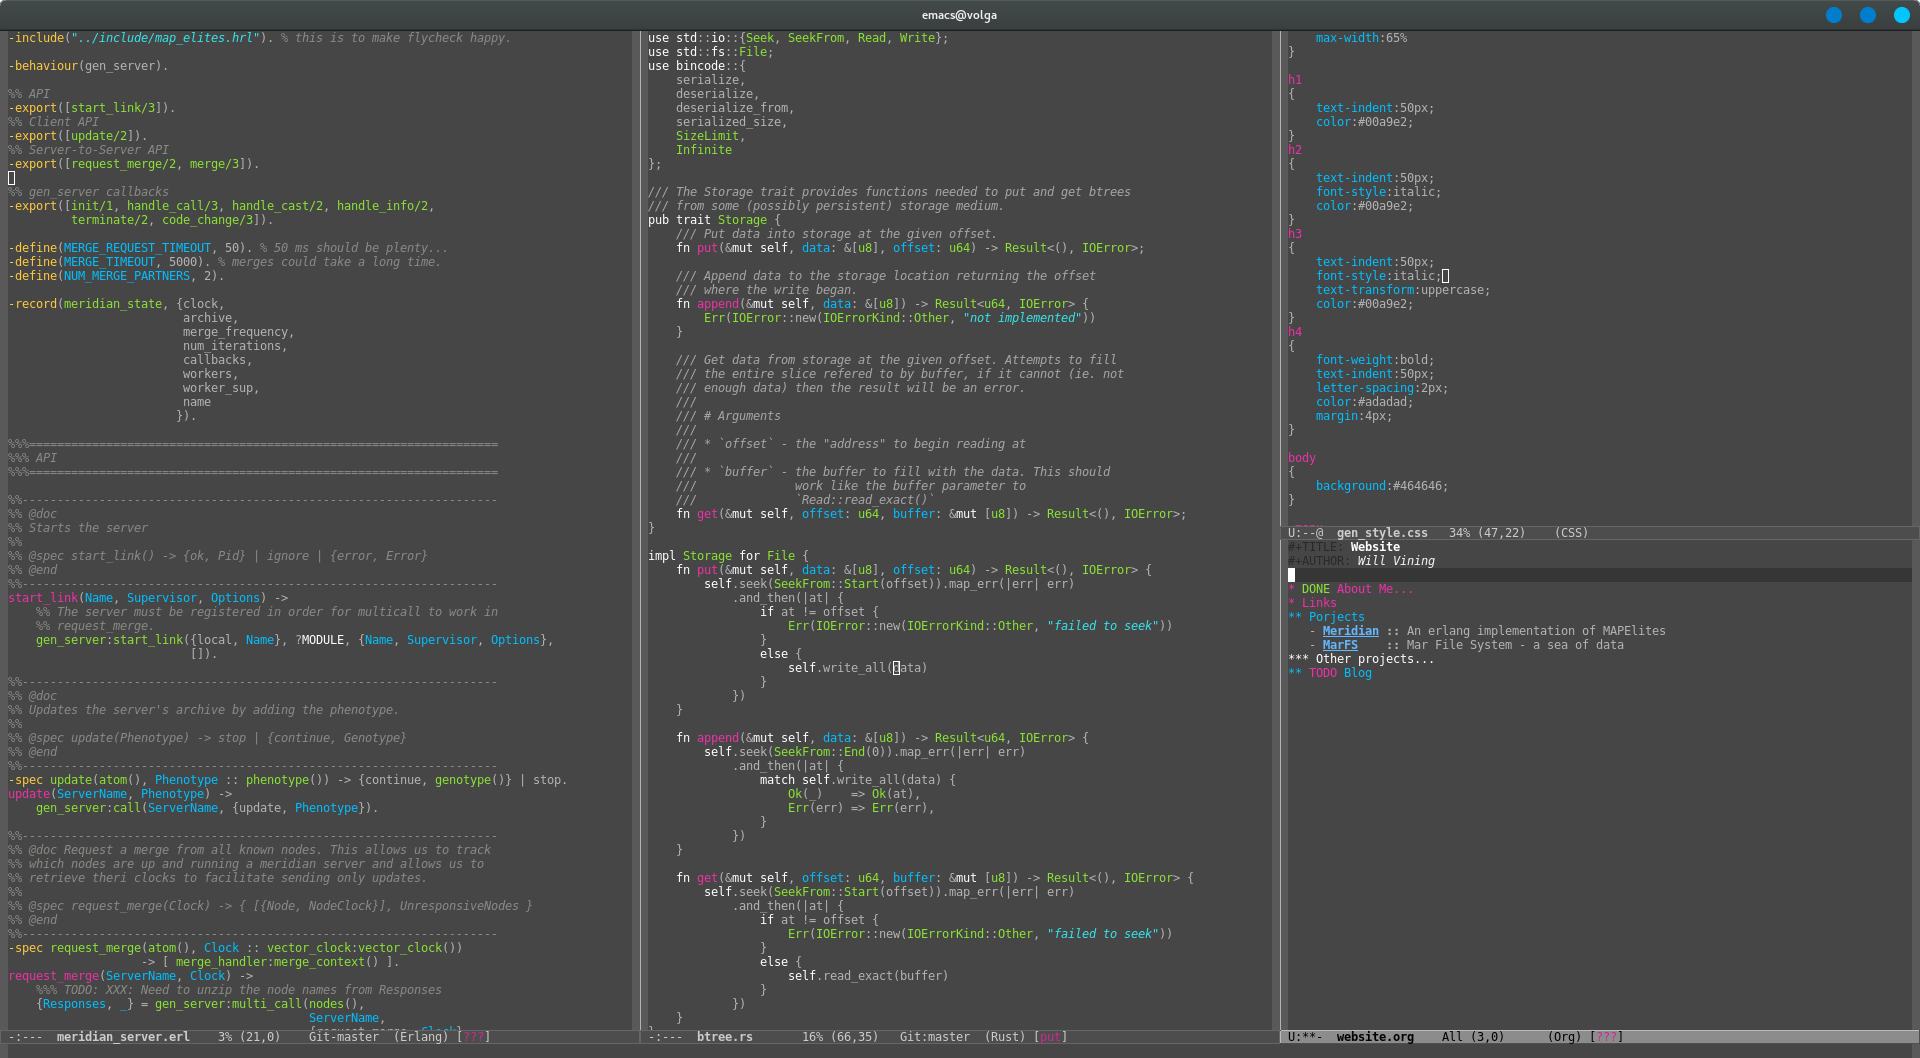 emacs@volga
-include("../include/map_elites.hrl"). % this is to make flycheck happy.

-behaviour(gen_server).

%% API
-export([start_link/3]).
%% Client API
-export([update/2]).
%% Server-to-Server API
-export([request_merge/2, merge/3]).

%% gen_server callbacks
-export([init/1, handle_call/3, handle_cast/2, handle_info/2,
         terminate/2, code_change/3]).

-define(MERGE_REQUEST_TIMEOUT, 50). % 50 ms should be plenty...
-define(MERGE_TIMEOUT, 5000). % merges could take a long time.
-define(NUM_MERGE_PARTNERS, 2).

-record(meridian_state, {clock,
                         archive,
                         merge_frequency,
                         num_iterations,
                         callbacks,
                         workers,
                         worker_sup,
                         name
                        }).

%%%===================================================================
%%% API
%%%===================================================================

%%--------------------------------------------------------------------
%% @doc
%% Starts the server
%%
%% @spec start_link() -> {ok, Pid} | ignore | {error, Error}
%% @end
%%--------------------------------------------------------------------
start_link(Name, Supervisor, Options) ->
    %% The server must be registered in order for multicall to work in
    %% request_merge.
    gen_server:start_link({local, Name}, ?MODULE, {Name, Supervisor, Options},
                          []).

%%--------------------------------------------------------------------
%% @doc
%% Updates the server's archive by adding the phenotype.
%%
%% @spec update(Phenotype) -> stop | {continue, Genotype}
%% @end
%%--------------------------------------------------------------------
-spec update(atom(), Phenotype :: phenotype()) -> {continue, genotype()} | stop.
update(ServerName, Phenotype) ->
    gen_server:call(ServerName, {update, Phenotype}).

%%--------------------------------------------------------------------
%% @doc Request a merge from all known nodes. This allows us to track
%% which nodes are up and running a meridian server and allows us to
%% retrieve theri clocks to facilitate sending only updates.
%%
%% @spec request_merge(Clock) -> { [{Node, NodeClock}], UnresponsiveNodes }
%% @end
%%--------------------------------------------------------------------
-spec request_merge(atom(), Clock :: vector_clock:vector_clock())
                   -> [ merge_handler:merge_context() ].
request_merge(ServerName, Clock) ->
    %%% TODO: XXX: Need to unzip the node names from Responses
    {Responses, _} = gen_server:multi_call(nodes(),
                                           ServerName,
                                           {request_merge, Clock},
-:---  meridian_server.erl    3% (21,0)    Git-master  (Erlang) [???]
use std::io::{Seek, SeekFrom, Read, Write};
use std::fs::File;
use bincode::{
    serialize,
    deserialize,
    deserialize_from,
    serialized_size,
    SizeLimit,
    Infinite
};

/// The Storage trait provides functions needed to put and get btrees
/// from some (possibly persistent) storage medium.
pub trait Storage {
    /// Put data into storage at the given offset.
    fn put(&mut self, data: &[u8], offset: u64) -> Result<(), IOError>;

    /// Append data to the storage location returning the offset
    /// where the write began.
    fn append(&mut self, data: &[u8]) -> Result<u64, IOError> {
        Err(IOError::new(IOErrorKind::Other, "not implemented"))
    }

    /// Get data from storage at the given offset. Attempts to fill
    /// the entire slice refered to by buffer, if it cannot (ie. not
    /// enough data) then the result will be an error.
    ///
    /// # Arguments
    ///
    /// * `offset` - the "address" to begin reading at
    ///
    /// * `buffer` - the buffer to fill with the data. This should
    ///              work like the buffer parameter to
    ///              `Read::read_exact()`
    fn get(&mut self, offset: u64, buffer: &mut [u8]) -> Result<(), IOError>;
}

impl Storage for File {
    fn put(&mut self, data: &[u8], offset: u64) -> Result<(), IOError> {
        self.seek(SeekFrom::Start(offset)).map_err(|err| err)
            .and_then(|at| {
                if at != offset {
                    Err(IOError::new(IOErrorKind::Other, "failed to seek"))
                }
                else {
                    self.write_all(data)
                }
            })
    }

    fn append(&mut self, data: &[u8]) -> Result<u64, IOError> {
        self.seek(SeekFrom::End(0)).map_err(|err| err)
            .and_then(|at| {
                match self.write_all(data) {
                    Ok(_)    => Ok(at),
                    Err(err) => Err(err),
                }
            })
    }

    fn get(&mut self, offset: u64, buffer: &mut [u8]) -> Result<(), IOError> {
        self.seek(SeekFrom::Start(offset)).map_err(|err| err)
            .and_then(|at| {
                if at != offset {
                    Err(IOError::new(IOErrorKind::Other, "failed to seek"))
                }
                else {
                    self.read_exact(buffer)
                }
            })
    }
}
-:---  btree.rs       16% (66,35)   Git:master  (Rust) [put]
    max-width:65%
}

h1
{
    text-indent:50px;
    color:#00a9e2;
}
h2
{
    text-indent:50px;
    font-style:italic;
    color:#00a9e2;
}
h3
{
    text-indent:50px;
    font-style:italic;
    text-transform:uppercase;
    color:#00a9e2;
}
h4
{
    font-weight:bold;
    text-indent:50px;
    letter-spacing:2px;
    color:#adadad;
    margin:4px;
}

body
{
    background:#464646;
}
U:--@  gen_style.css   34% (47,22)    (CSS)
#+TITLE: Website
#+AUTHOR: Will Vining

* DONE About Me...
* Links
** Porjects
   - Meridian :: An erlang implementation of MAPElites
   - MarFS    :: Mar File System - a sea of data
*** Other projects...
** TODO Blog
U:**-  website.org    All (3,0)      (Org) [???]